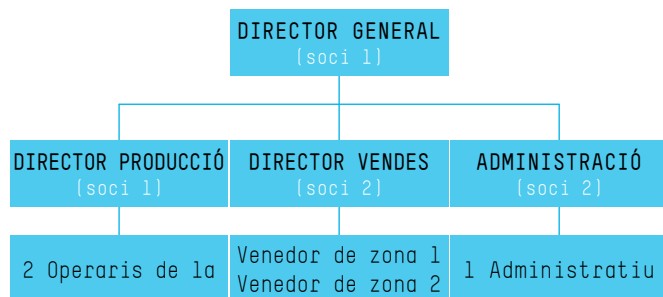 DIRECTOR GENERAL
(soci 1)
DIRECTOR PRODUCCIÓ
(soci 1)
DIRECTOR VENDES
(soci 2)
ADMINISTRACIÓ
(soci 2)
2 Operaris de la
Venedor de zona 1
Venedor de zona 2
1 Administratiu